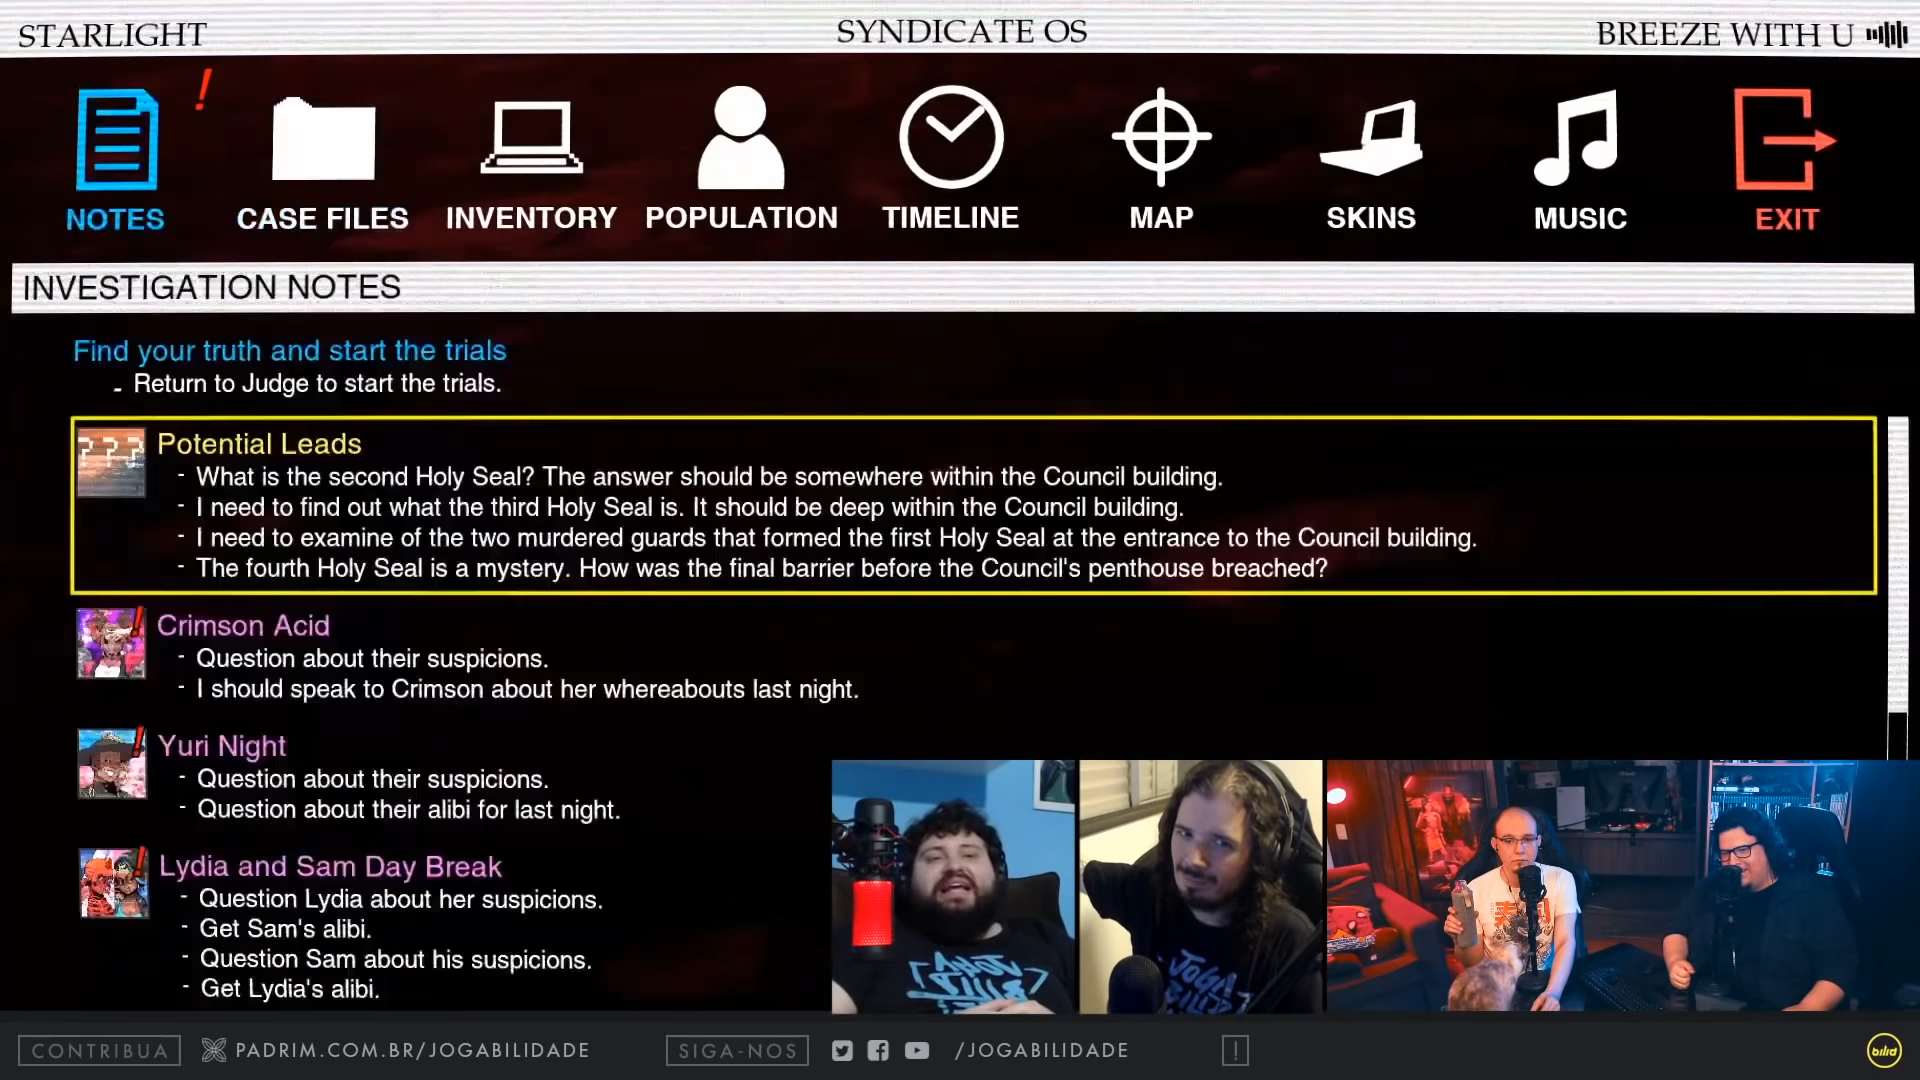 STARLIGHT
SYNDICATE OS
BREEZE WITH U
!
NOTES
CASE FILES
INVENTORY
POPULATION
TIMELINE
MAP
SKINS
MUSIC
EXIT
INVESTIGATION NOTES
Find your truth and start the trials
- Return to Judge to start the trials.
???
Potential Leads
- What is the second Holy Seal? The answer should be somewhere within the Council building.
- I need to find out what the third Holy Seal is. It should be deep within the Council building.
- I need to examine of the two murdered guards that formed the first Holy Seal at the entrance to the Council building.
- The fourth Holy Seal is a mystery. How was the final barrier before the Council's penthouse breached?
! Crimson Acid
- Question about their suspicions.
- I should speak to Crimson about her whereabouts last night.
! Yuri Night
- Question about their suspicions.
- Question about their alibi for last night.
! Lydia and Sam Day Break
- Question Lydia about her suspicions.
- Get Sam's alibi.
- Question Sam about his suspicions.
- Get Lydia's alibi.
CONTRIBUA
PADRIM.COM.BR/JOGABILIDADE
SIGA-NOS
/JOGABILIDADE
!